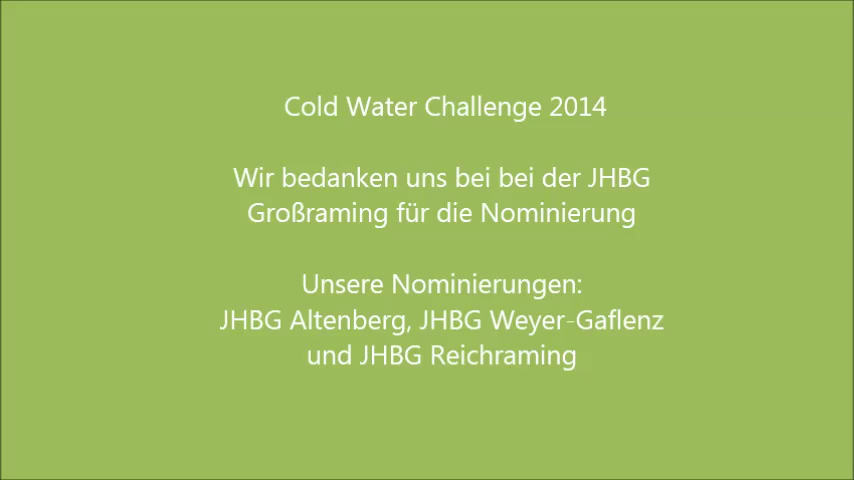 Cold Water Challenge 2014
Wir bedanken uns bei bei der JHBG
Großraming für die Nominierung
Unsere Nominierungen:
JHBG Altenberg, JHBG Weyer-Gaflenz
und JHBG Reichraming